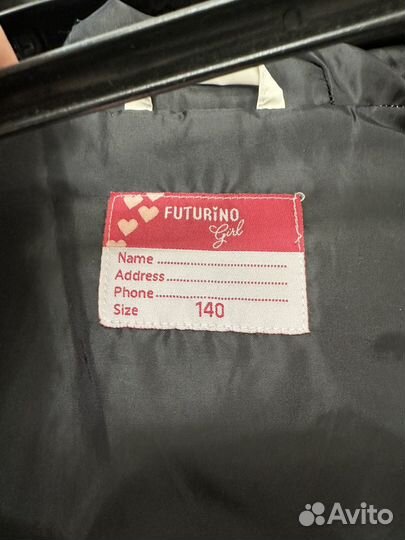 FUTURiNO
Girl
Name ........................
Address ....................
Phone ......................
Size 140
Avito